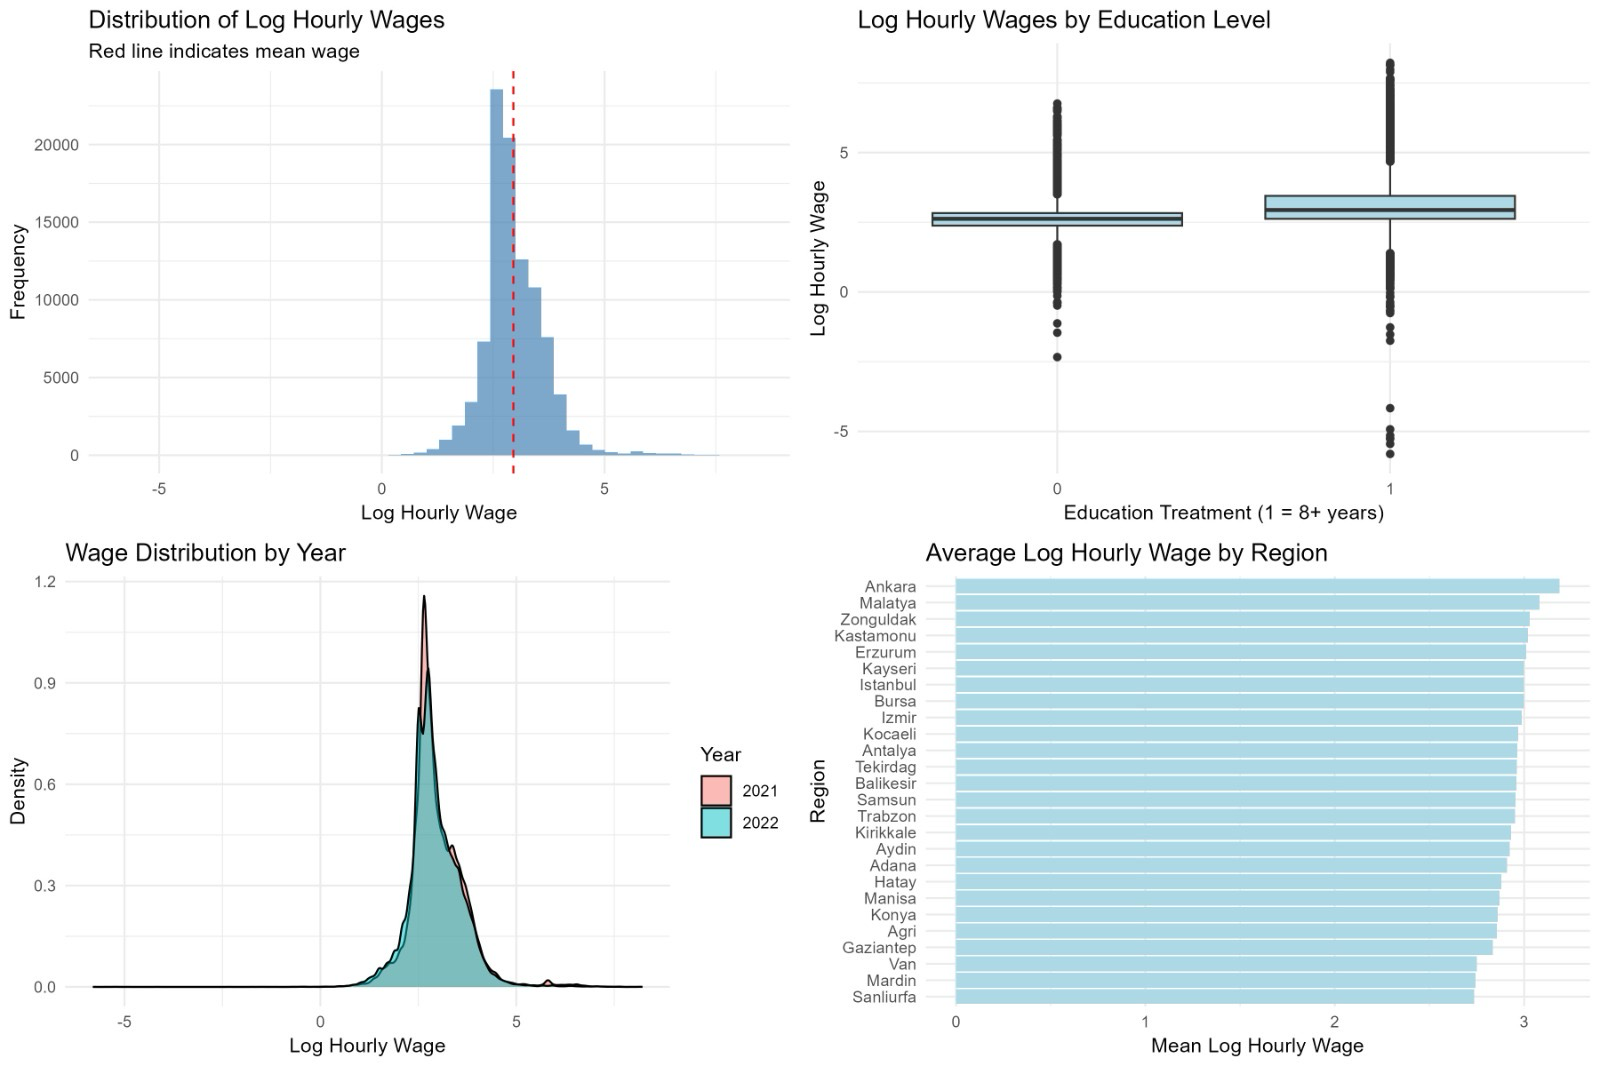 Distribution of Log Hourly Wages
Red line indicates mean wage
Frequency
20000
15000
10000
5000
0
-5 0 5
Log Hourly Wage
Log Hourly Wages by Education Level
Log Hourly Wage
5
0
-5
0 1
Education Treatment (1 = 8+ years)
Wage Distribution by Year
Density
1.2
0.9
0.6
0.3
0.0
-5 0 5
Log Hourly Wage
Year
2021
2022
Average Log Hourly Wage by Region
Region
Ankara
Malatya
Zonguldak
Kastamonu
Erzurum
Kayseri
Istanbul
Bursa
Izmir
Kocaeli
Antalya
Tekirdag
Balikesir
Samsun
Trabzon
Kirikkale
Aydin
Adana
Hatay
Manisa
Konya
Agri
Gaziantep
Van
Mardin
Sanliurfa
0 1 2 3
Mean Log Hourly Wage